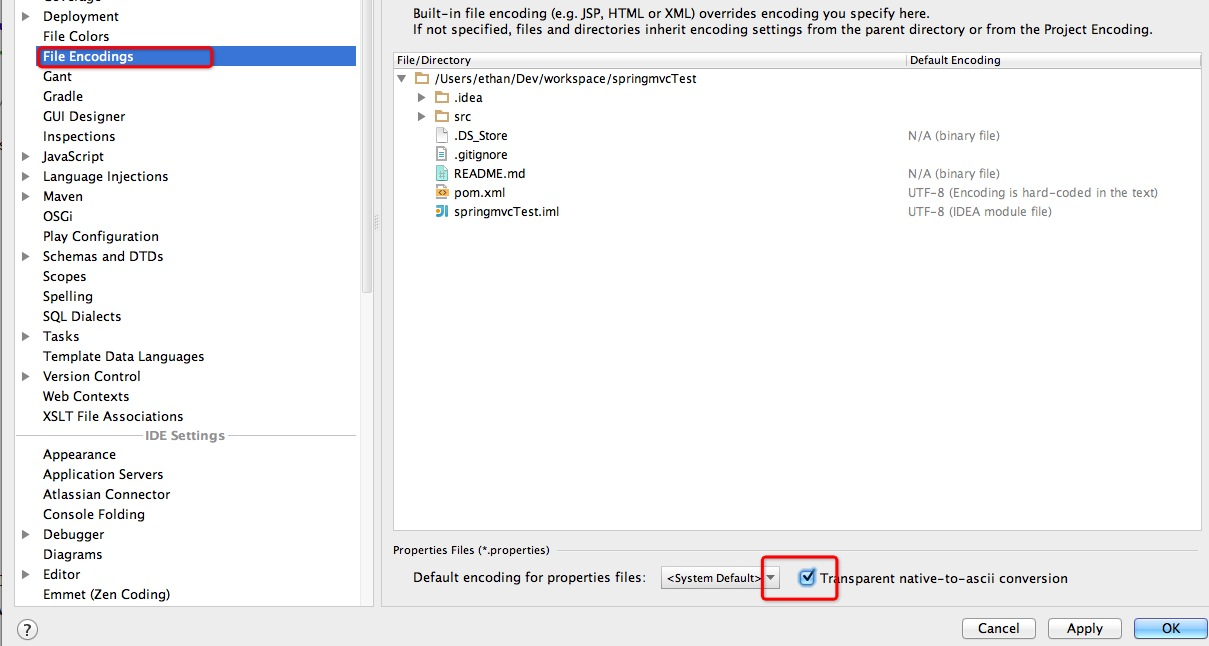 Deployment
File Colors
File Encodings
Gant
Gradle
GUI Designer
Inspections
JavaScript
Language Injections
Maven
OSGi
Play Configuration
Schemas and DTDs
Scopes
Spelling
SQL Dialects
Tasks
Template Data Languages
Version Control
Web Contexts
XSLT File Associations
IDE Settings
Appearance
Application Servers
Atlassian Connector
Console Folding
Debugger
Diagrams
Editor
Emmet (Zen Coding)
Built-in file encoding (e.g. JSP, HTML or XML) overrides encoding you specify here.
If not specified, files and directories inherit encoding settings from the parent directory or from the Project Encoding.
File/Directory Default Encoding
/Users/ethan/Dev/workspace/springmvcTest
.idea
src
.DS_Store N/A (binary file)
.gitignore
README.md N/A (binary file)
pom.xml UTF-8 (Encoding is hard-coded in the text)
springmvcTest.iml UTF-8 (IDEA module file)
Properties Files (*.properties)
Default encoding for properties files: <System Default> Transparent native-to-ascii conversion
? Cancel Apply OK